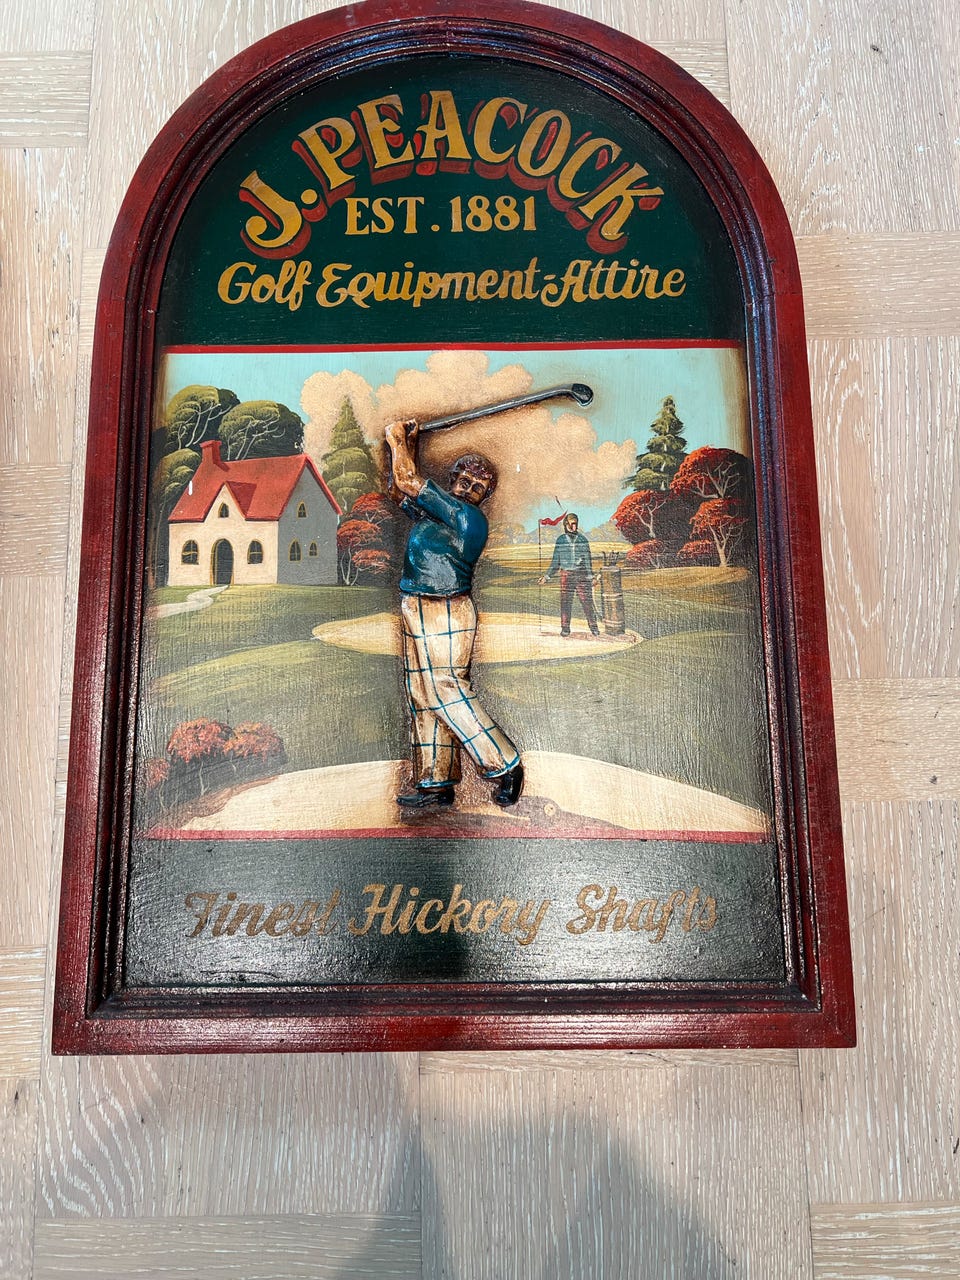 J. PEACOCK
EST. 1881
Golf Equipment-Attire
Finest Hickory Shafts